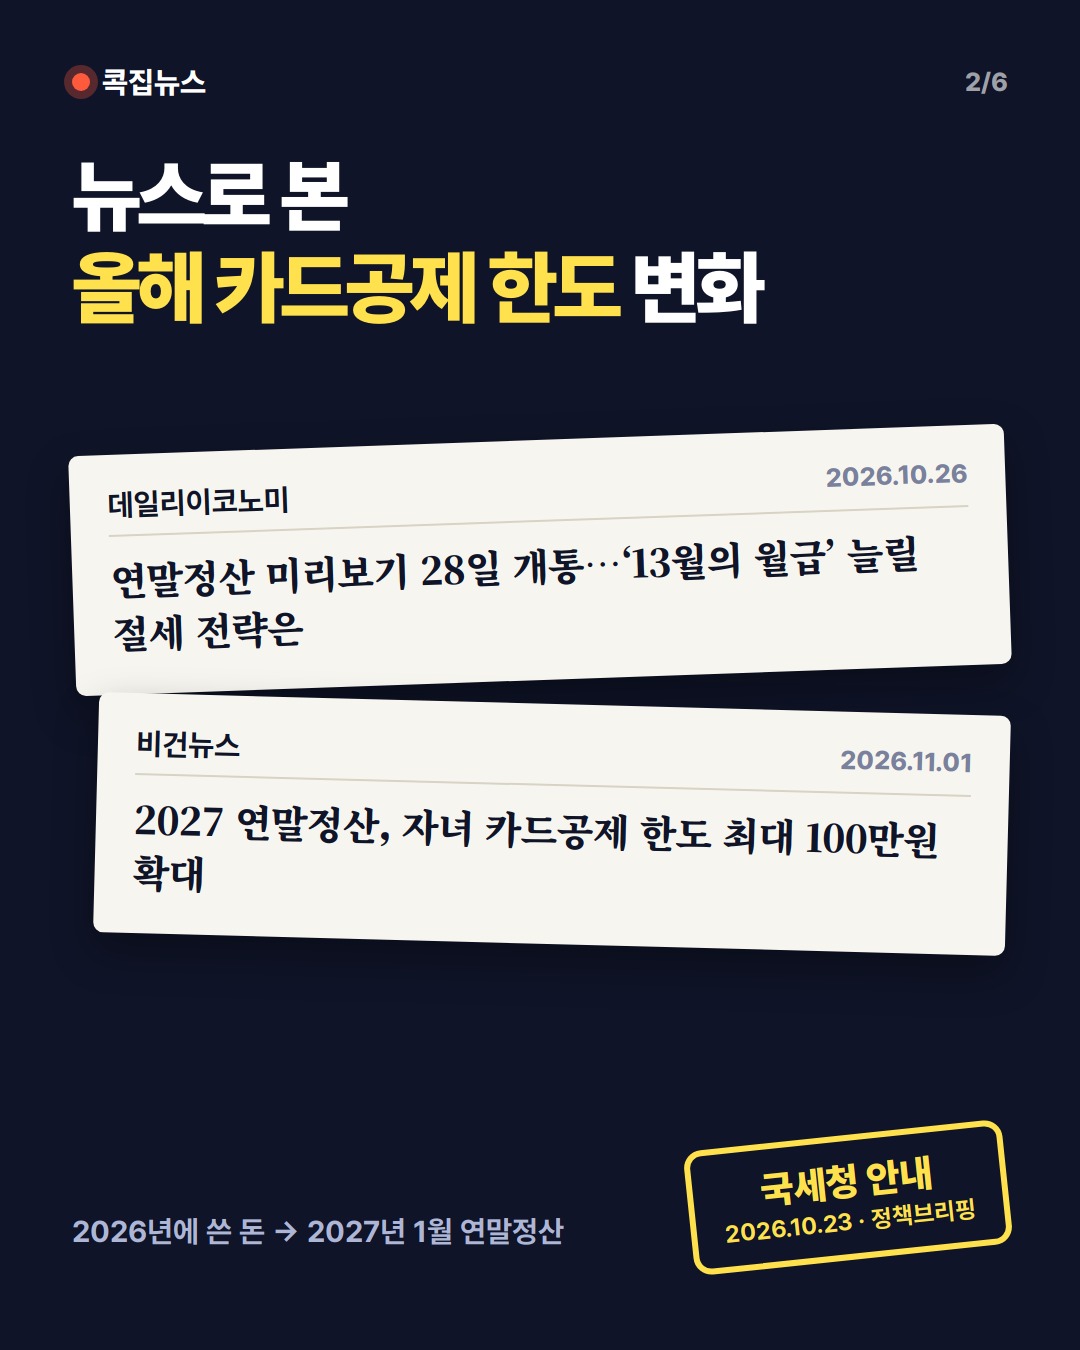 콕집뉴스
2/6
뉴스로 본
올해 카드공제 한도 변화
데일리이코노미
2026.10.26
연말정산 미리보기 28일 개통…‘13월의 월급’ 늘릴
절세 전략은
비건뉴스
2026.11.01
2027 연말정산, 자녀 카드공제 한도 최대 100만원
확대
국세청 안내
2026.10.23 · 정책브리핑
2026년에 쓴 돈 → 2027년 1월 연말정산